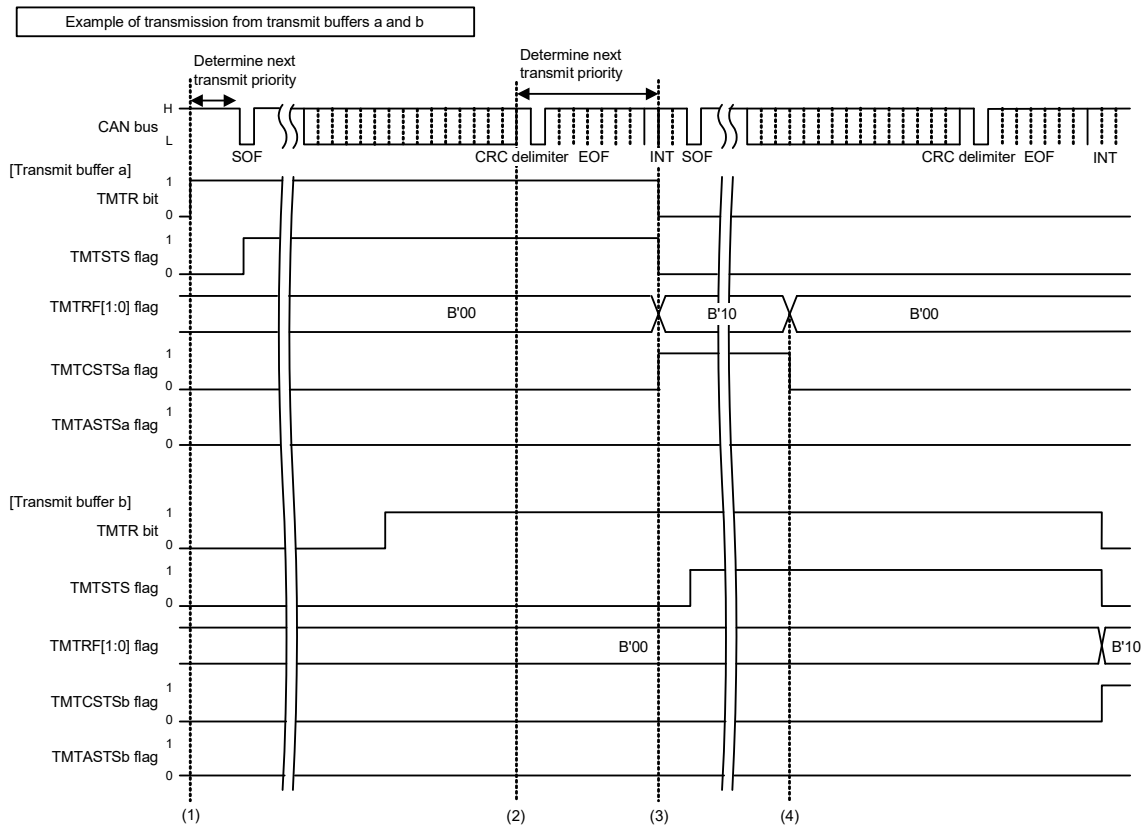 Example of transmission from transmit buffers a and b
Determine next
transmit priority
Determine next
transmit priority
H
CAN bus
L
SOF
CRC delimiter EOF
INT SOF
CRC delimiter EOF
INT
[Transmit buffer a]
1
TMTR bit
0
1
TMTSTS flag
0
TMTRF[1:0] flag
B'00
B'10
B'00
1
TMTCSTSa flag
0
1
TMTASTSa flag
0
[Transmit buffer b]
1
TMTR bit
0
1
TMTSTS flag
0
TMTRF[1:0] flag
B'00
B'10
1
TMTCSTSb flag
0
1
TMTASTSb flag
0
(1)
(2)
(3)
(4)